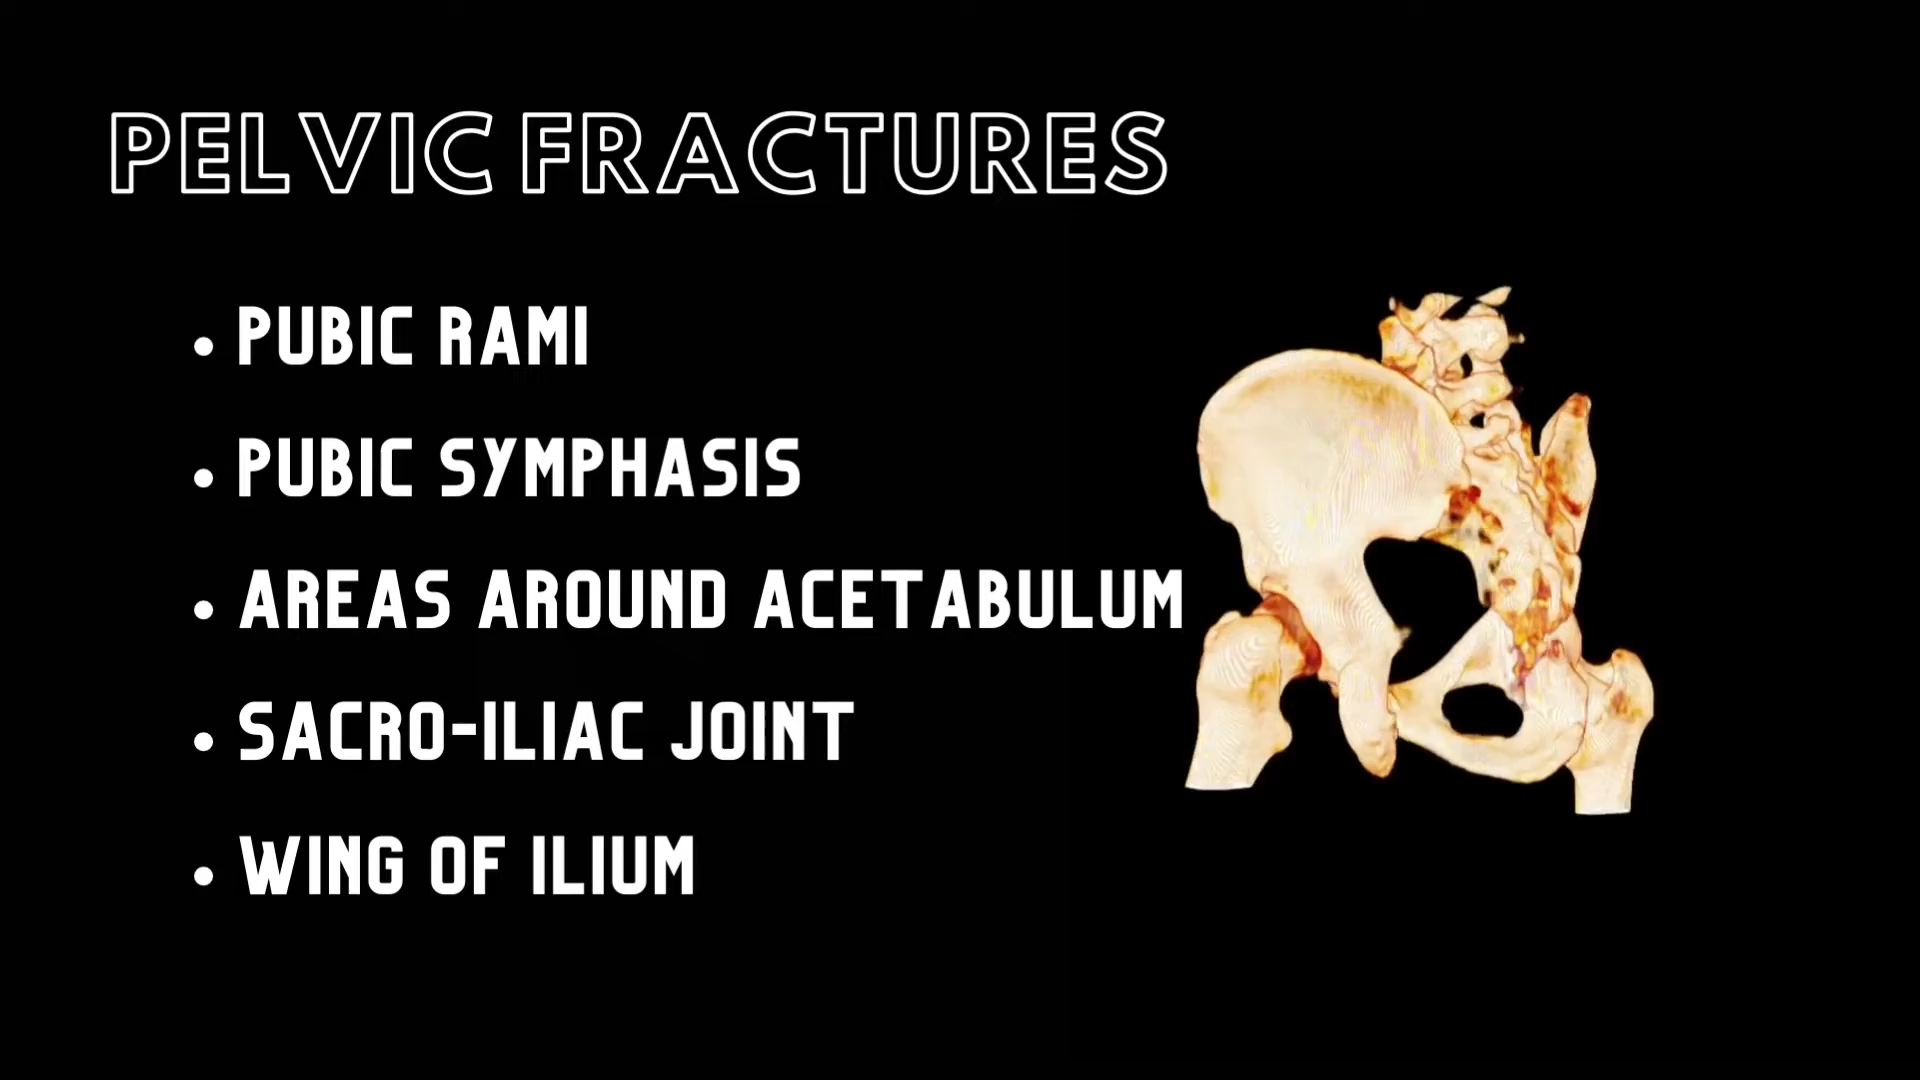 PELVIC FRACTURES
• PUBIC RAMI
• PUBIC SYMPHASIS
• AREAS AROUND ACETABULUM
• SACRO-ILIAC JOINT
• WING OF ILIUM